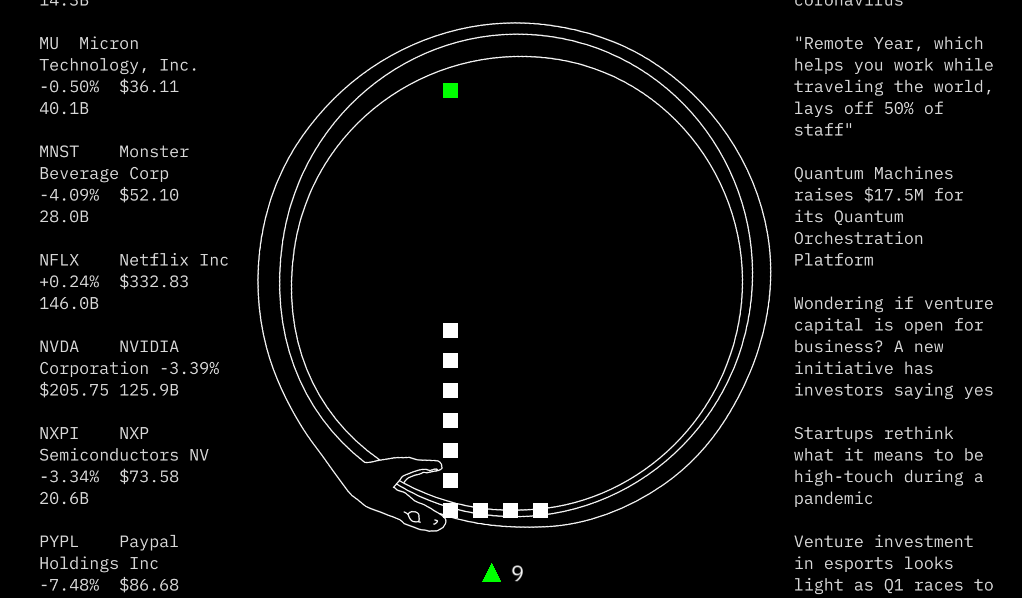 14.3B
MU Micron
Technology, Inc.
-0.50% $36.11
40.1B
MNST Monster
Beverage Corp
-4.09% $52.10
28.0B
NFLX Netflix Inc
+0.24% $332.83
146.0B
NVDA NVIDIA
Corporation -3.39%
$205.75 125.9B
NXPI NXP
Semiconductors NV
-3.34% $73.58
20.6B
PYPL Paypal
Holdings Inc
-7.48% $86.68
9
coronavirus"
"Remote Year, which
helps you work while
traveling the world,
lays off 50% of
staff"
Quantum Machines
raises $17.5M for
its Quantum
Orchestration
Platform
Wondering if venture
capital is open for
business? A new
initiative has
investors saying yes
Startups rethink
what it means to be
high-touch during a
pandemic
Venture investment
in esports looks
light as Q1 races to